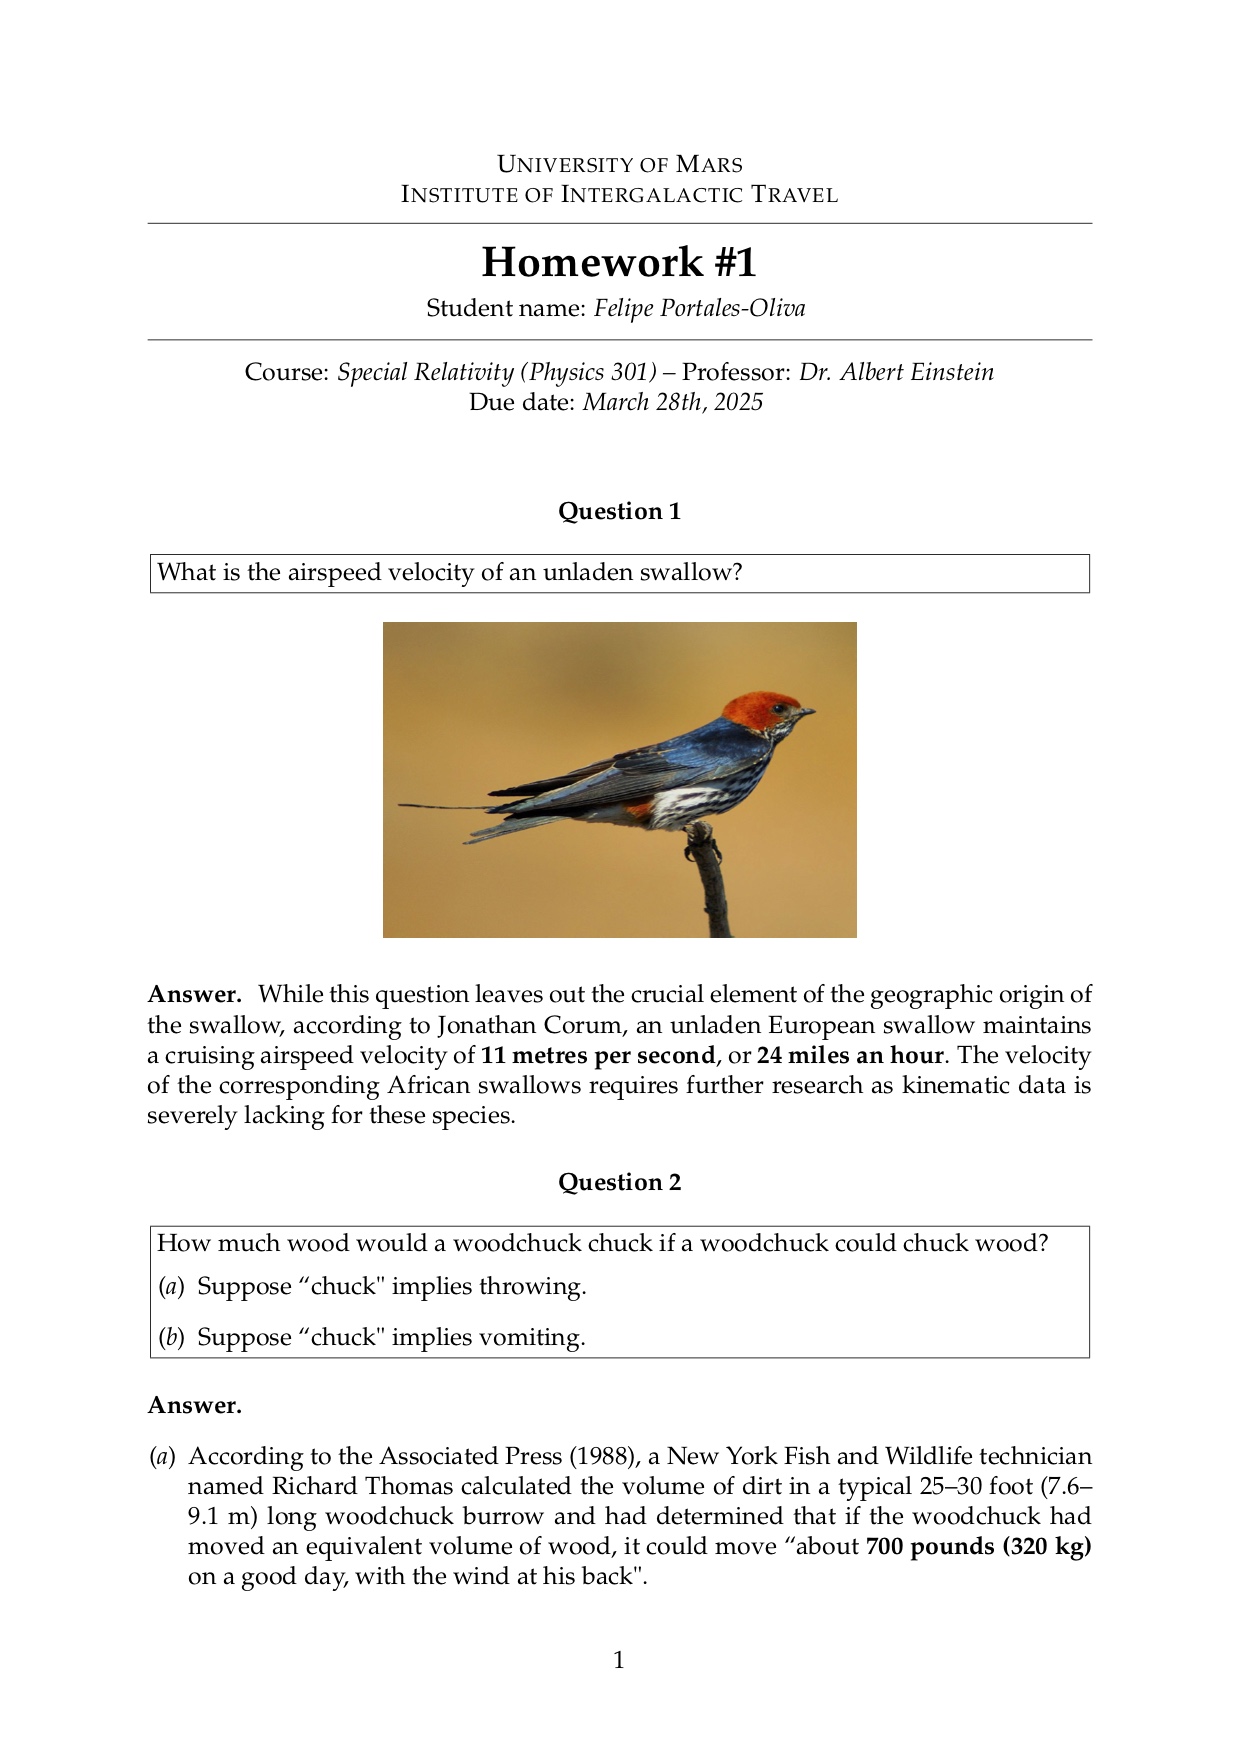 UNIVERSITY OF MARS
INSTITUTE OF INTERGALACTIC TRAVEL
Homework #1
Student name: Felipe Portales-Oliva
Course: Special Relativity (Physics 301) – Professor: Dr. Albert Einstein
Due date: March 28th, 2025
Question 1
What is the airspeed velocity of an unladen swallow?
Answer. While this question leaves out the crucial element of the geographic origin of
the swallow, according to Jonathan Corum, an unladen European swallow maintains
a cruising airspeed velocity of 11 metres per second, or 24 miles an hour. The velocity
of the corresponding African swallows requires further research as kinematic data is
severely lacking for these species.
Question 2
How much wood would a woodchuck chuck if a woodchuck could chuck wood?
(a) Suppose “chuck" implies throwing.
(b) Suppose “chuck" implies vomiting.
Answer.
(a) According to the Associated Press (1988), a New York Fish and Wildlife technician
named Richard Thomas calculated the volume of dirt in a typical 25–30 foot (7.6–
9.1 m) long woodchuck burrow and had determined that if the woodchuck had
moved an equivalent volume of wood, it could move “about 700 pounds (320 kg)
on a good day, with the wind at his back".
1